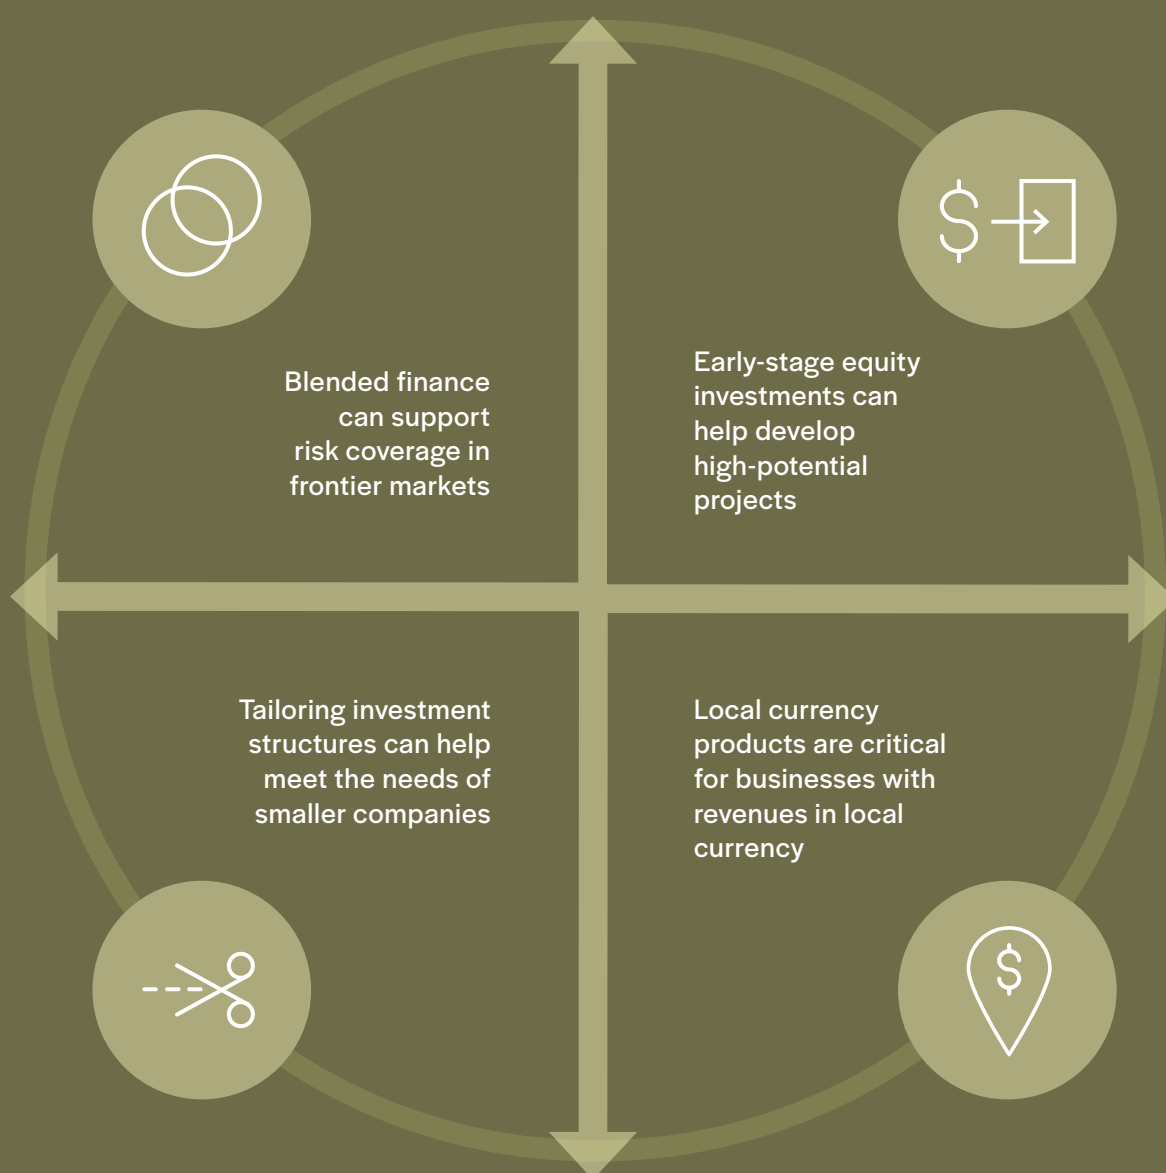 Blended finance
can support
risk coverage in
frontier markets
Early-stage equity
investments can
help develop
high-potential
projects
Tailoring investment
structures can help
meet the needs of
smaller companies
Local currency
products are critical
for businesses with
revenues in local
currency
$
$